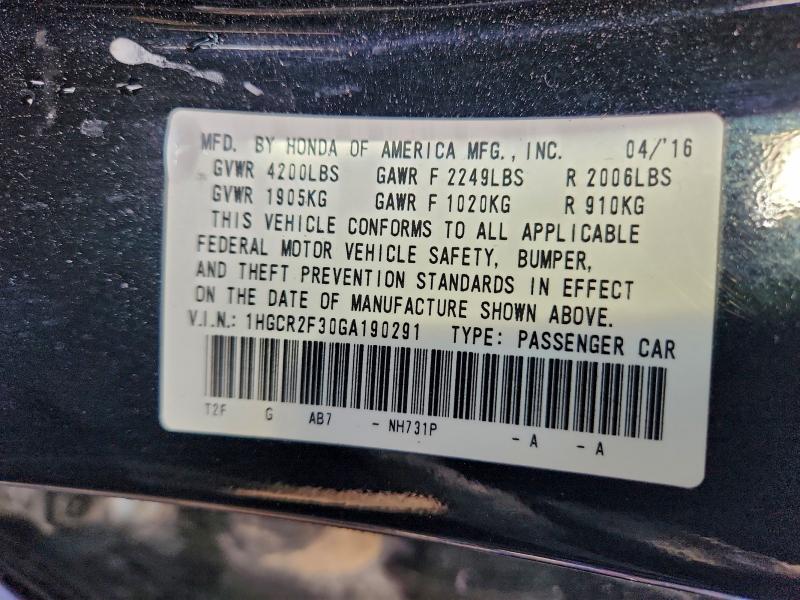 MFD. BY HONDA OF AMERICA MFG., INC. 04/'16
GVWR 4200LBS GAWR F 2249LBS R 2006LBS
GVWR 1905KG GAWR F 1020KG R 910KG
THIS VEHICLE CONFORMS TO ALL APPLICABLE
FEDERAL MOTOR VEHICLE SAFETY, BUMPER,
AND THEFT PREVENTION STANDARDS IN EFFECT
ON THE DATE OF MANUFACTURE SHOWN ABOVE.
V.I.N.: 1HGCR2F30GA190291 TYPE: PASSENGER CAR
T2F G AB7 - NH731P - A - A